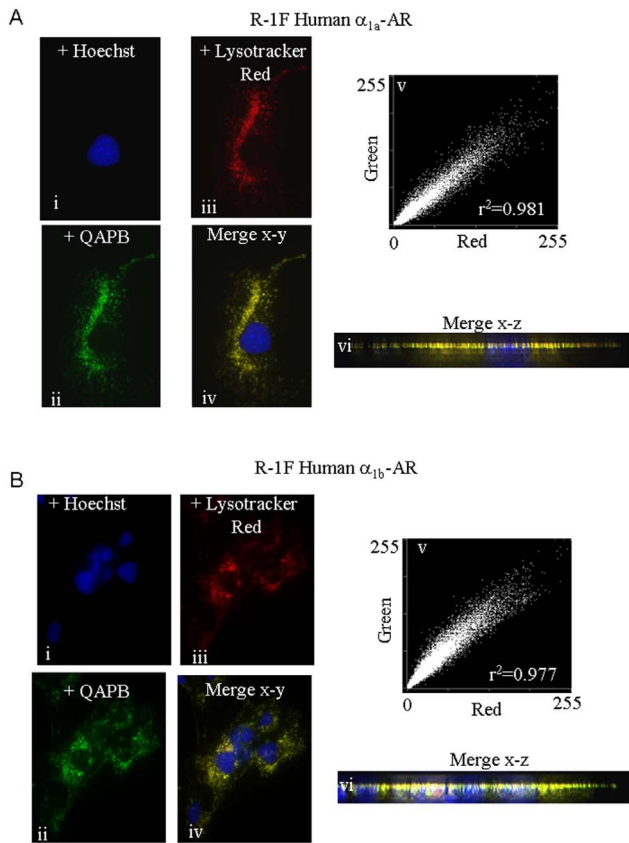 A
R-1F Human α1a-AR
+ Hoechst
i
+ Lysotracker
Red
iii
+ QAPB
ii
Merge x-y
iv
255
v
Green
r²=0.981
0
Red
255
Merge x-z
vi
B
R-1F Human α1b-AR
+ Hoechst
i
+ Lysotracker
Red
iii
+ QAPB
ii
Merge x-y
iv
255
v
Green
r²=0.977
0
Red
255
Merge x-z
vi